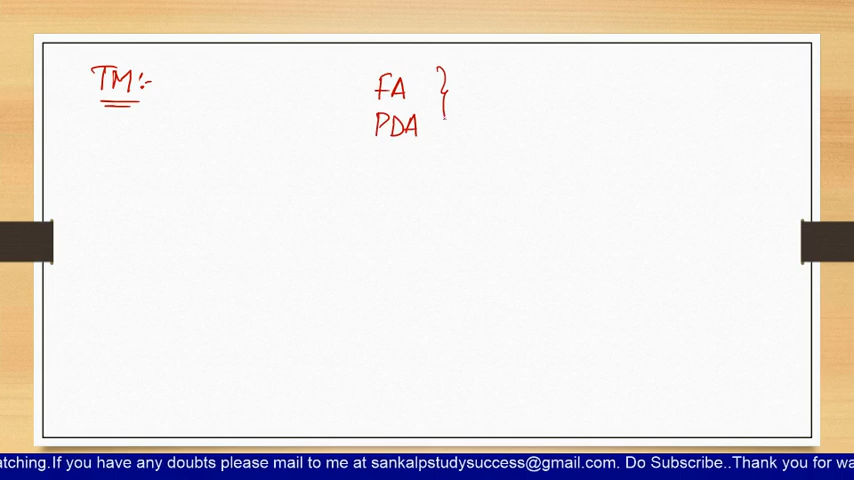 TM:-
FA }
PDA
atching.If you have any doubts please mail to me at sankalpstudysuccess@gmail.com. Do Subscribe..Thank you for wa